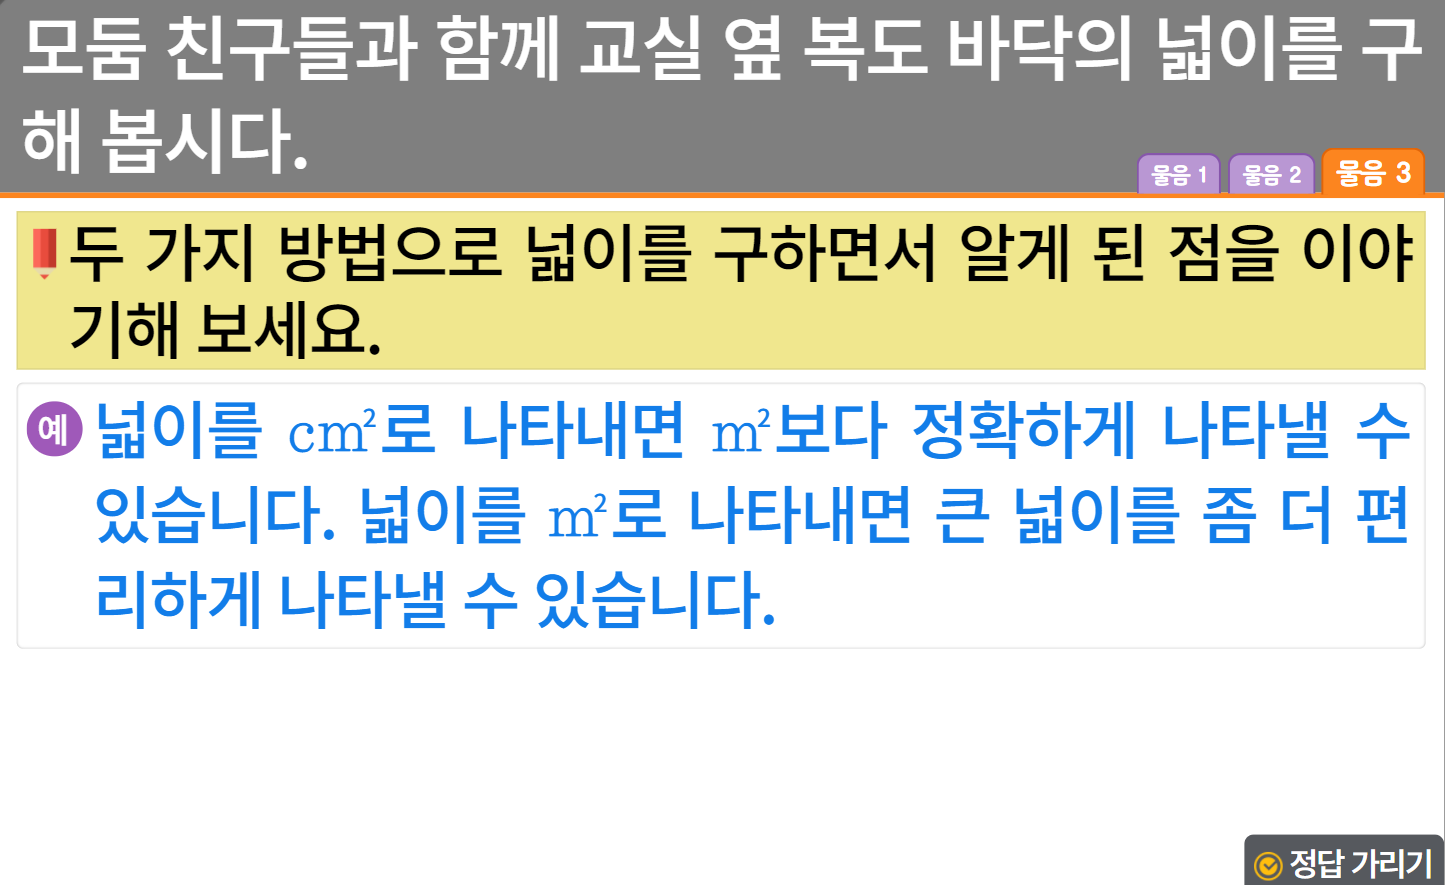 모둠 친구들과 함께 교실 옆 복도 바닥의 넓이를 구
해 봅시다.
물음 1 물음 2 물음 3
두 가지 방법으로 넓이를 구하면서 알게 된 점을 이야
기해 보세요.
예 넓이를 cm²로 나타내면 m²보다 정확하게 나타낼 수
있습니다. 넓이를 m²로 나타내면 큰 넓이를 좀 더 편
리하게 나타낼 수 있습니다.
정답 가리기